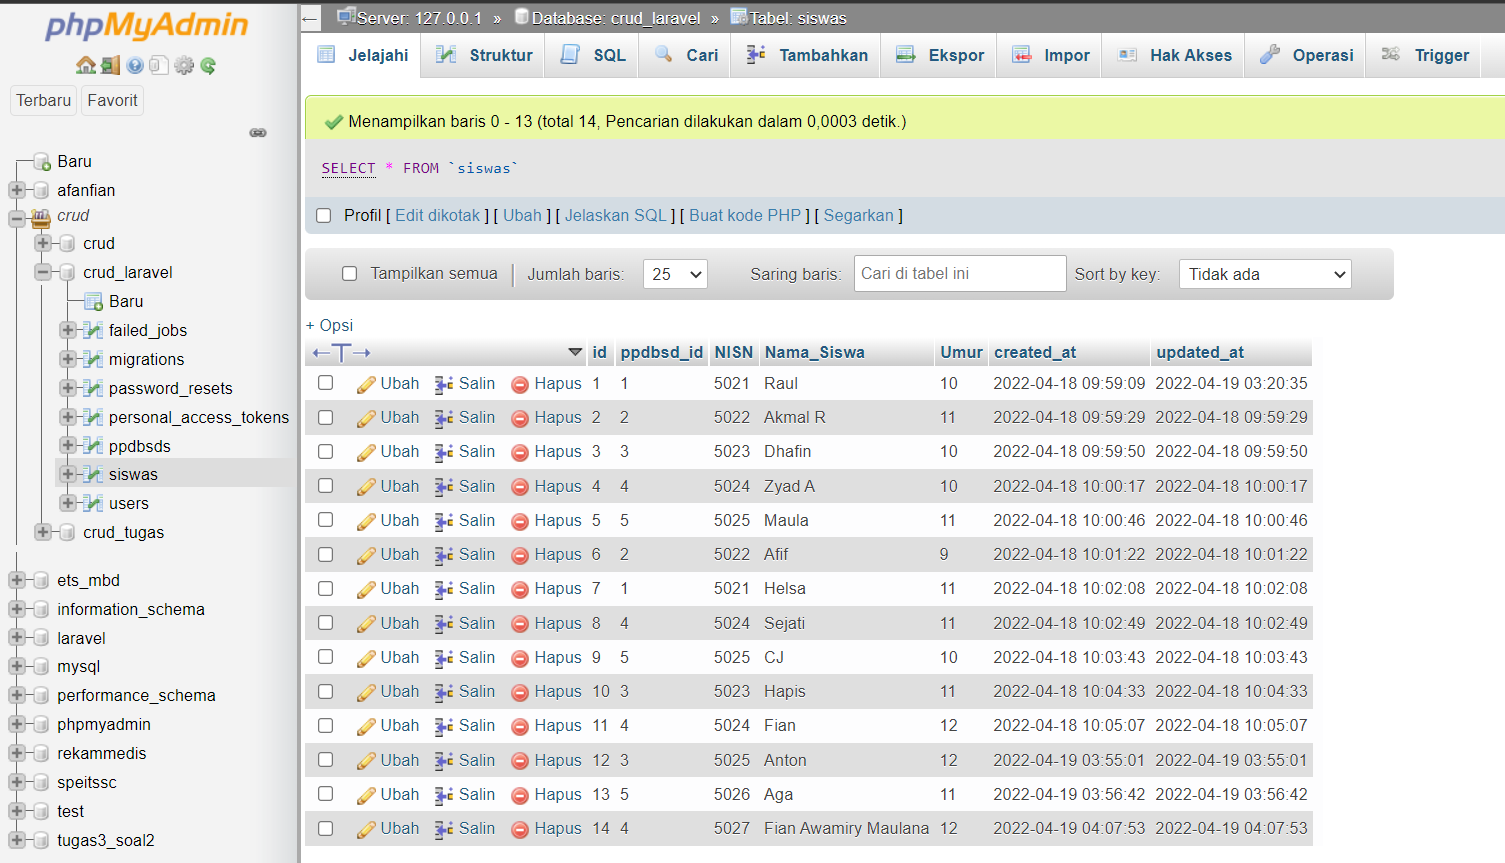 phpMyAdmin
Terbaru Favorit
Baru
afanfian
crud
crud
crud_laravel
Baru
failed_jobs
migrations
password_resets
personal_access_tokens
ppdbsds
siswas
users
crud_tugas
ets_mbd
information_schema
laravel
mysql
performance_schema
phpmyadmin
rekammedis
speitssc
test
tugas3_soal2
← Server: 127.0.0.1 » Database: crud_laravel » Tabel: siswas
Jelajahi Struktur SQL Cari Tambahkan Ekspor Impor Hak Akses Operasi Trigger
Menampilkan baris 0 - 13 (total 14, Pencarian dilakukan dalam 0,0003 detik.)
SELECT * FROM `siswas`
Profil [ Edit dikotak ] [ Ubah ] [ Jelaskan SQL ] [ Buat kode PHP ] [ Segarkan ]
Tampilkan semua | Jumlah baris: 25 Saring baris: Cari di tabel ini Sort by key: Tidak ada
+ Opsi
←T→ id ppdbsd_id NISN Nama_Siswa Umur created_at updated_at
Ubah Salin Hapus 1 1 5021 Raul 10 2022-04-18 09:59:09 2022-04-19 03:20:35
Ubah Salin Hapus 2 2 5022 Akmal R 11 2022-04-18 09:59:29 2022-04-18 09:59:29
Ubah Salin Hapus 3 3 5023 Dhafin 10 2022-04-18 09:59:50 2022-04-18 09:59:50
Ubah Salin Hapus 4 4 5024 Zyad A 10 2022-04-18 10:00:17 2022-04-18 10:00:17
Ubah Salin Hapus 5 5 5025 Maula 11 2022-04-18 10:00:46 2022-04-18 10:00:46
Ubah Salin Hapus 6 2 5022 Afif 9 2022-04-18 10:01:22 2022-04-18 10:01:22
Ubah Salin Hapus 7 1 5021 Helsa 11 2022-04-18 10:02:08 2022-04-18 10:02:08
Ubah Salin Hapus 8 4 5024 Sejati 11 2022-04-18 10:02:49 2022-04-18 10:02:49
Ubah Salin Hapus 9 5 5025 CJ 10 2022-04-18 10:03:43 2022-04-18 10:03:43
Ubah Salin Hapus 10 3 5023 Hapis 11 2022-04-18 10:04:33 2022-04-18 10:04:33
Ubah Salin Hapus 11 4 5024 Fian 12 2022-04-18 10:05:07 2022-04-18 10:05:07
Ubah Salin Hapus 12 3 5025 Anton 12 2022-04-19 03:55:01 2022-04-19 03:55:01
Ubah Salin Hapus 13 5 5026 Aga 11 2022-04-19 03:56:42 2022-04-19 03:56:42
Ubah Salin Hapus 14 4 5027 Fian Awamiry Maulana 12 2022-04-19 04:07:53 2022-04-19 04:07:53